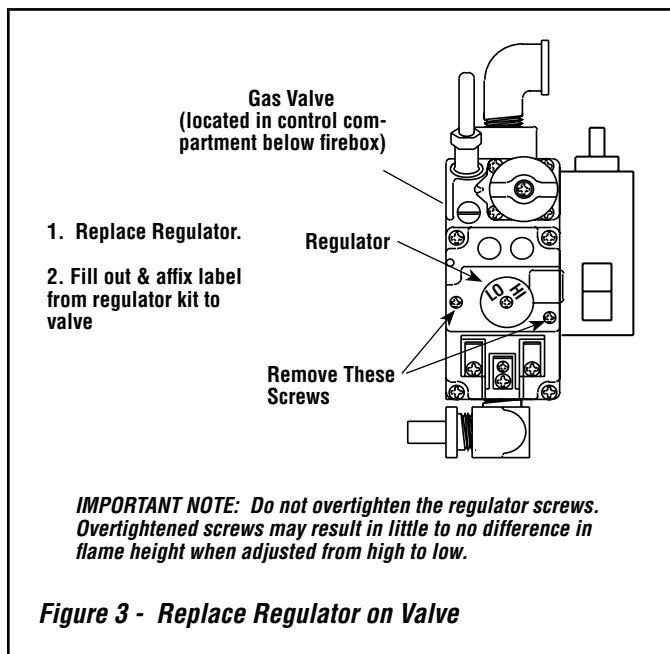 Gas Valve
(located in control com-
partment below firebox)
1. Replace Regulator.
2. Fill out & affix label
from regulator kit to
valve
Regulator
LO HI
Remove These
Screws
IMPORTANT NOTE: Do not overtighten the regulator screws.
Overtightened screws may result in little to no difference in
flame height when adjusted from high to low.
Figure 3 - Replace Regulator on Valve